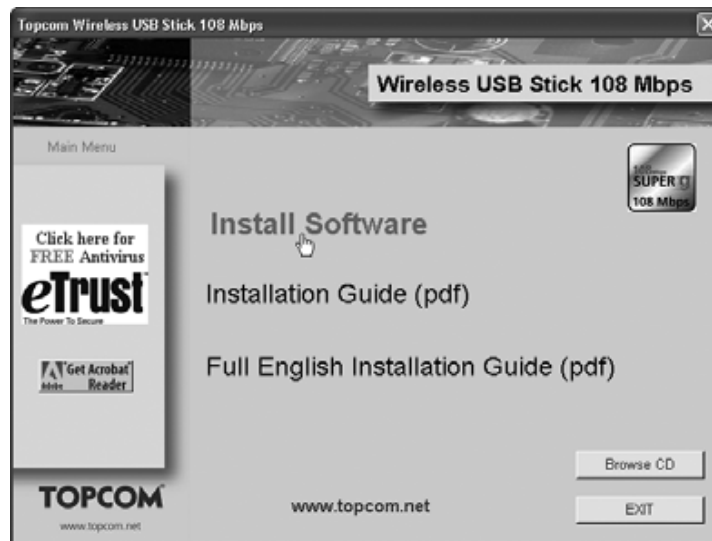 Topcom Wireless USB Stick 108 Mbps
Wireless USB Stick 108 Mbps
Main Menu
SUPER g
108 Mbps
Install Software
Click here for
FREE Antivirus
eTrust
The Power To Secure
Installation Guide (pdf)
Get Acrobat
Reader
Adobe
Full English Installation Guide (pdf)
Browse CD
TOPCOM
www.topcom.net
www.topcom.net
EXIT